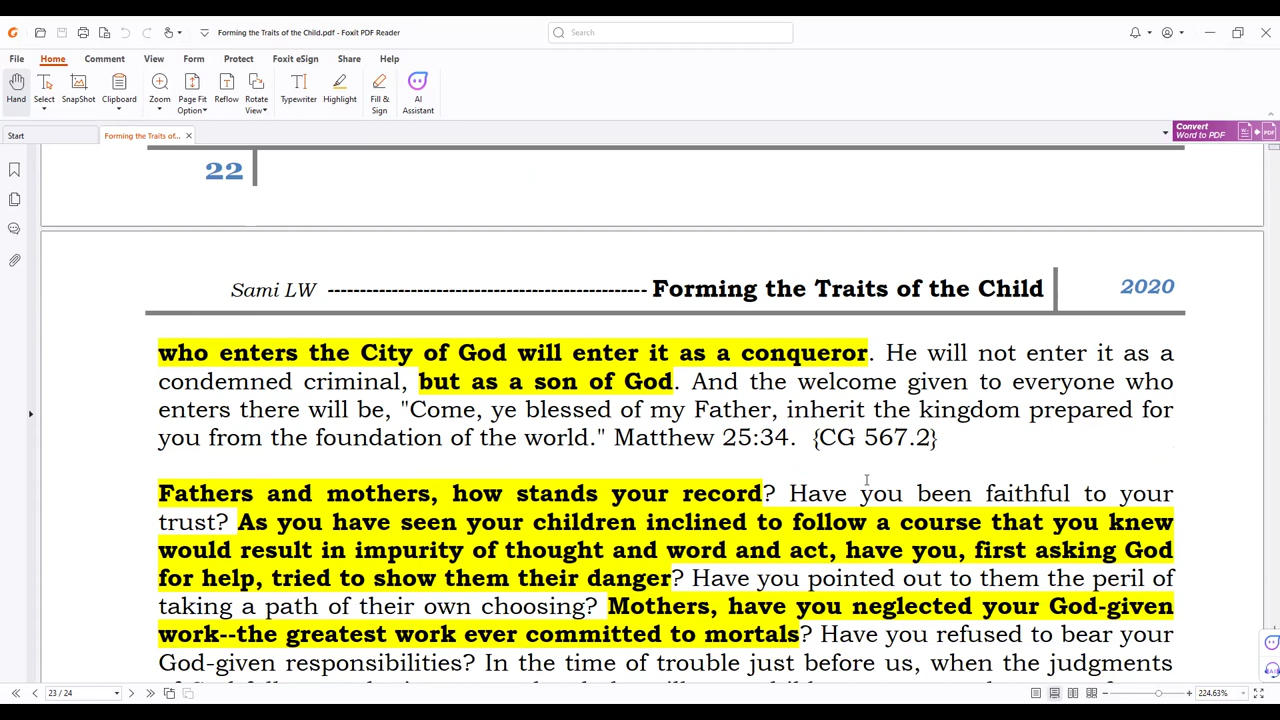 Forming the Traits of the Child.pdf - Foxit PDF Reader
Search
File Home Comment View Form Protect Foxit eSign Share Help
Hand Select SnapShot Clipboard Zoom Page Fit Option Reflow Rotate View Typewriter Highlight Fill & Sign AI Assistant
Start Forming the Traits of...
Convert Word to PDF
22
Sami LW ------------------------------------------------- Forming the Traits of the Child 2020
who enters the City of God will enter it as a conqueror. He will not enter it as a
condemned criminal, but as a son of God. And the welcome given to everyone who
enters there will be, "Come, ye blessed of my Father, inherit the kingdom prepared for
you from the foundation of the world." Matthew 25:34. {CG 567.2}
Fathers and mothers, how stands your record? Have you been faithful to your
trust? As you have seen your children inclined to follow a course that you knew
would result in impurity of thought and word and act, have you, first asking God
for help, tried to show them their danger? Have you pointed out to them the peril of
taking a path of their own choosing? Mothers, have you neglected your God-given
work--the greatest work ever committed to mortals? Have you refused to bear your
God-given responsibilities? In the time of trouble just before us, when the judgments
23 / 24
224.63%